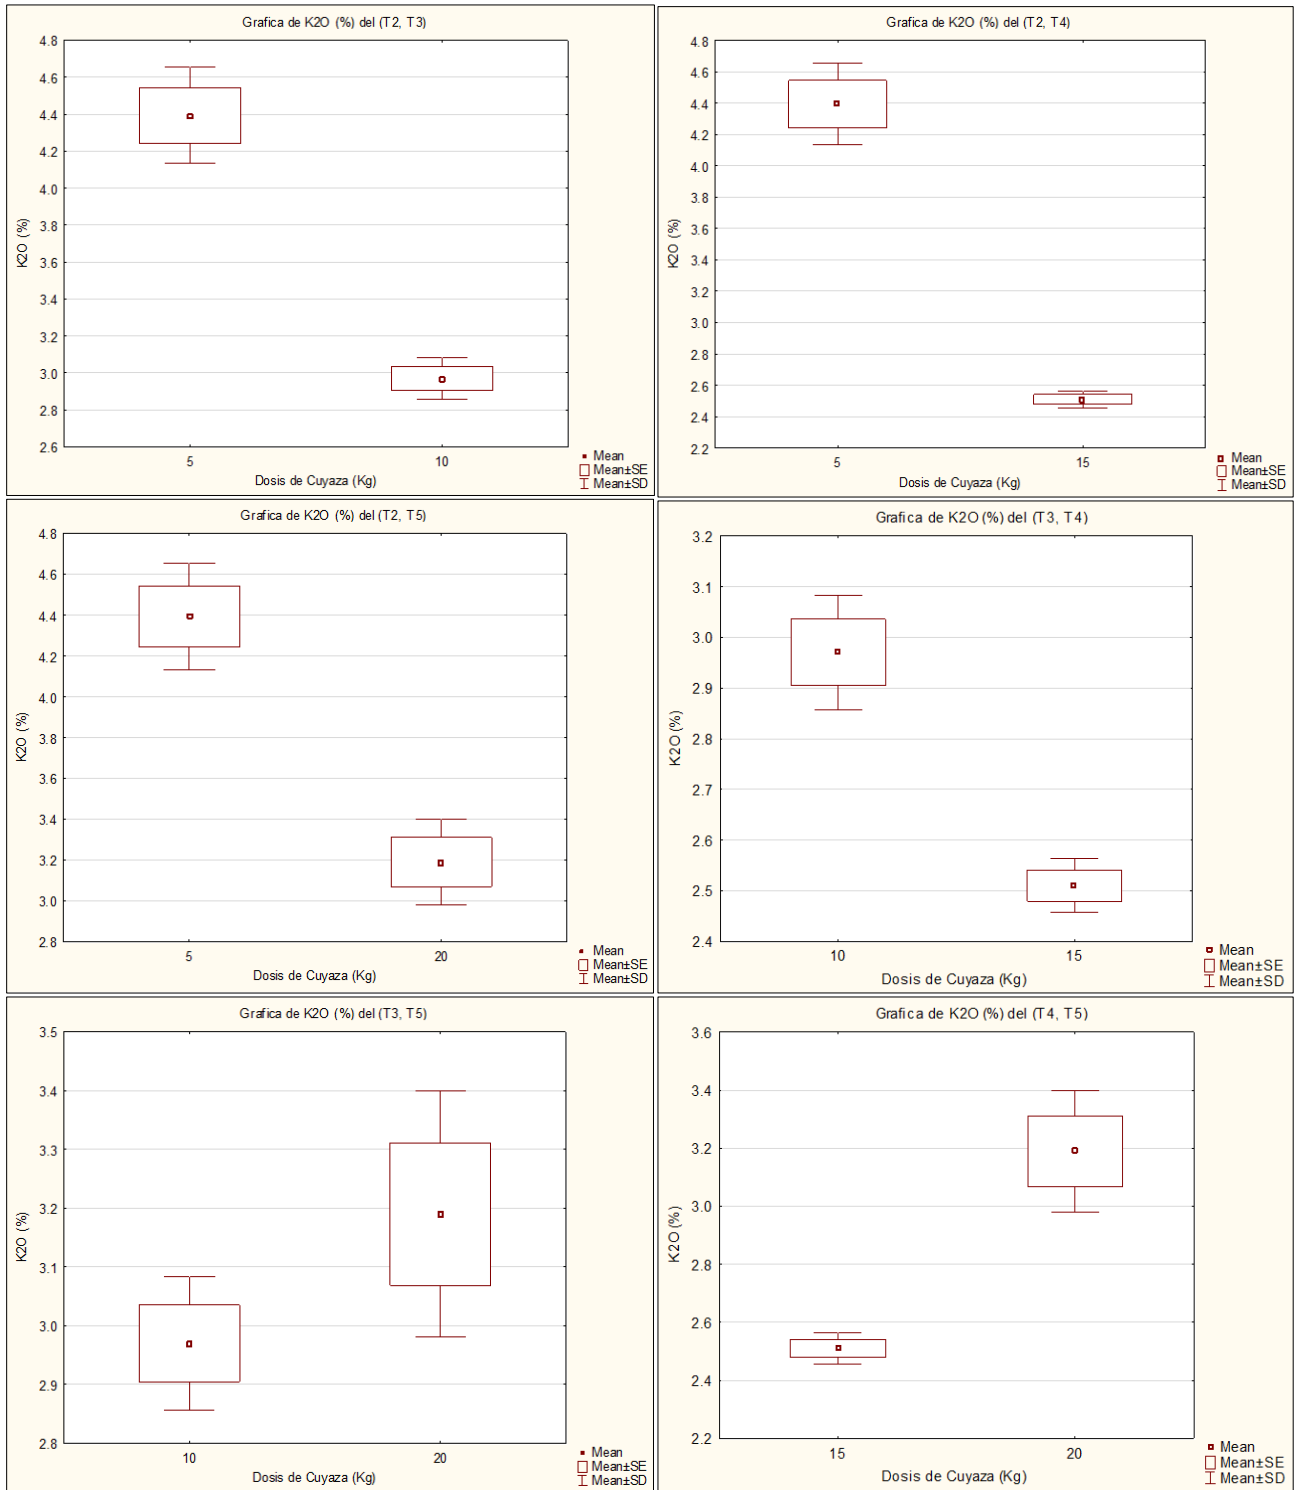 Grafica de K2O (%) del (T2, T3)
4.8
4.6
4.4
4.2
4.0
3.8
3.6
3.4
3.2
3.0
2.8
2.6
K2O (%)
5 10
Dosis de Cuyaza (Kg)
Mean
Mean±SE
Mean±SD
Grafica de K2O (%) del (T2, T4)
4.8
4.6
4.4
4.2
4.0
3.8
3.6
3.4
3.2
3.0
2.8
2.6
2.4
2.2
K2O (%)
5 15
Dosis de Cuyaza (Kg)
Mean
Mean±SE
Mean±SD
Grafica de K2O (%) del (T2, T5)
4.8
4.6
4.4
4.2
4.0
3.8
3.6
3.4
3.2
3.0
2.8
K2O (%)
5 20
Dosis de Cuyaza (Kg)
Mean
Mean±SE
Mean±SD
Grafica de K2O (%) del (T3, T4)
3.2
3.1
3.0
2.9
2.8
2.7
2.6
2.5
2.4
K2O (%)
10 15
Dosis de Cuyaza (Kg)
Mean
Mean±SE
Mean±SD
Grafica de K2O (%) del (T3, T5)
3.5
3.4
3.3
3.2
3.1
3.0
2.9
2.8
K2O (%)
10 20
Dosis de Cuyaza (Kg)
Mean
Mean±SE
Mean±SD
Grafica de K2O (%) del (T4, T5)
3.6
3.4
3.2
3.0
2.8
2.6
2.4
2.2
K2O (%)
15 20
Dosis de Cuyaza (Kg)
Mean
Mean±SE
Mean±SD